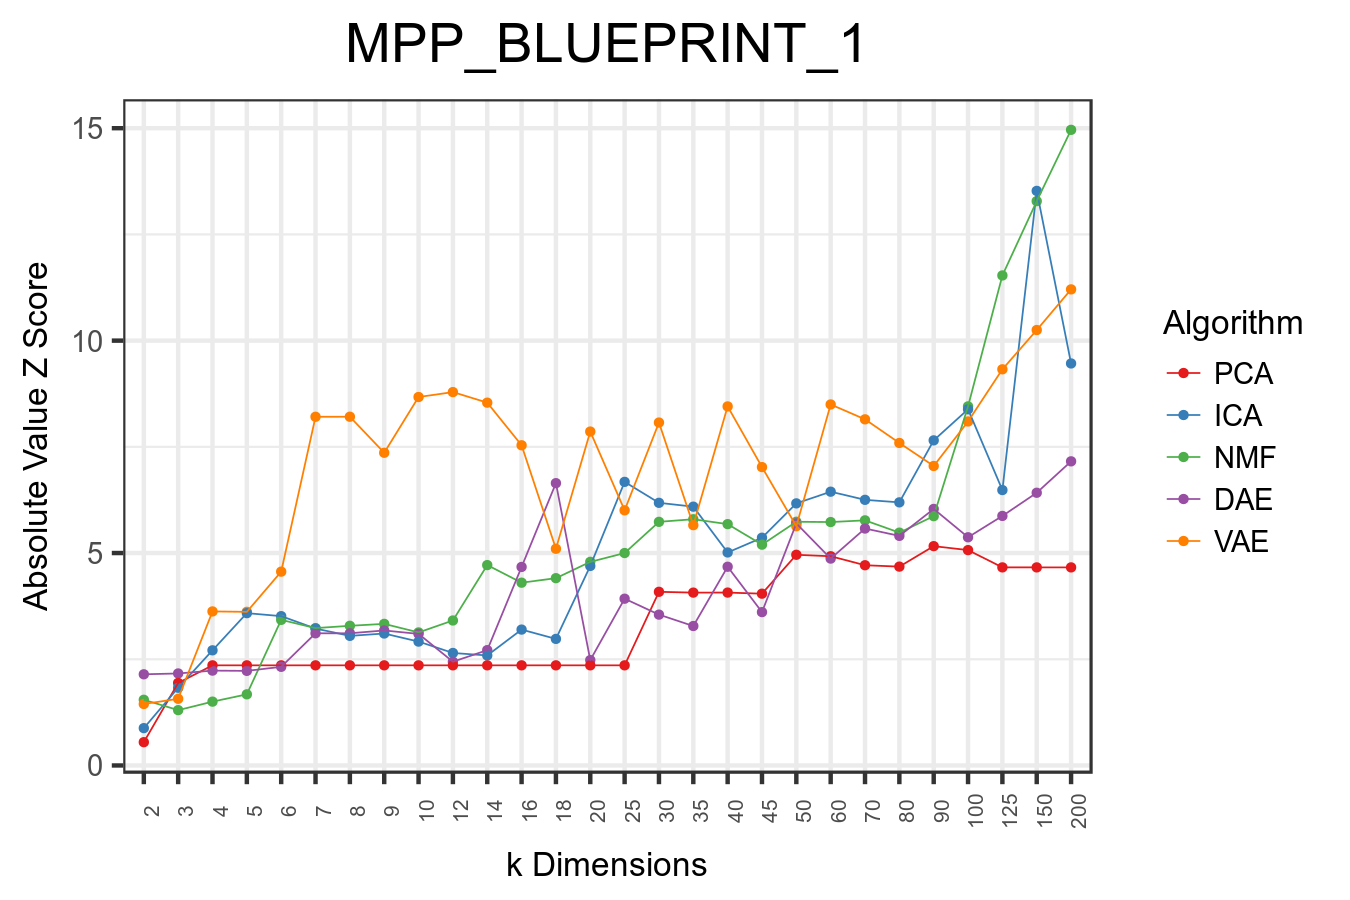 MPP_BLUEPRINT_1
Absolute Value Z Score
15
10
5
0
2 3 4 5 6 7 8 9 10 12 14 16 18 20 25 30 35 40 45 50 60 70 80 90 100 125 150 200
k Dimensions
Algorithm
PCA
ICA
NMF
DAE
VAE